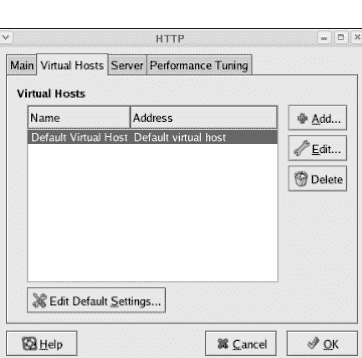 HTTP
Main Virtual Hosts Server Performance Tuning
Virtual Hosts
Name Address
Default Virtual Host Default virtual host
Add...
Edit...
Delete
Edit Default Settings...
Help Cancel OK